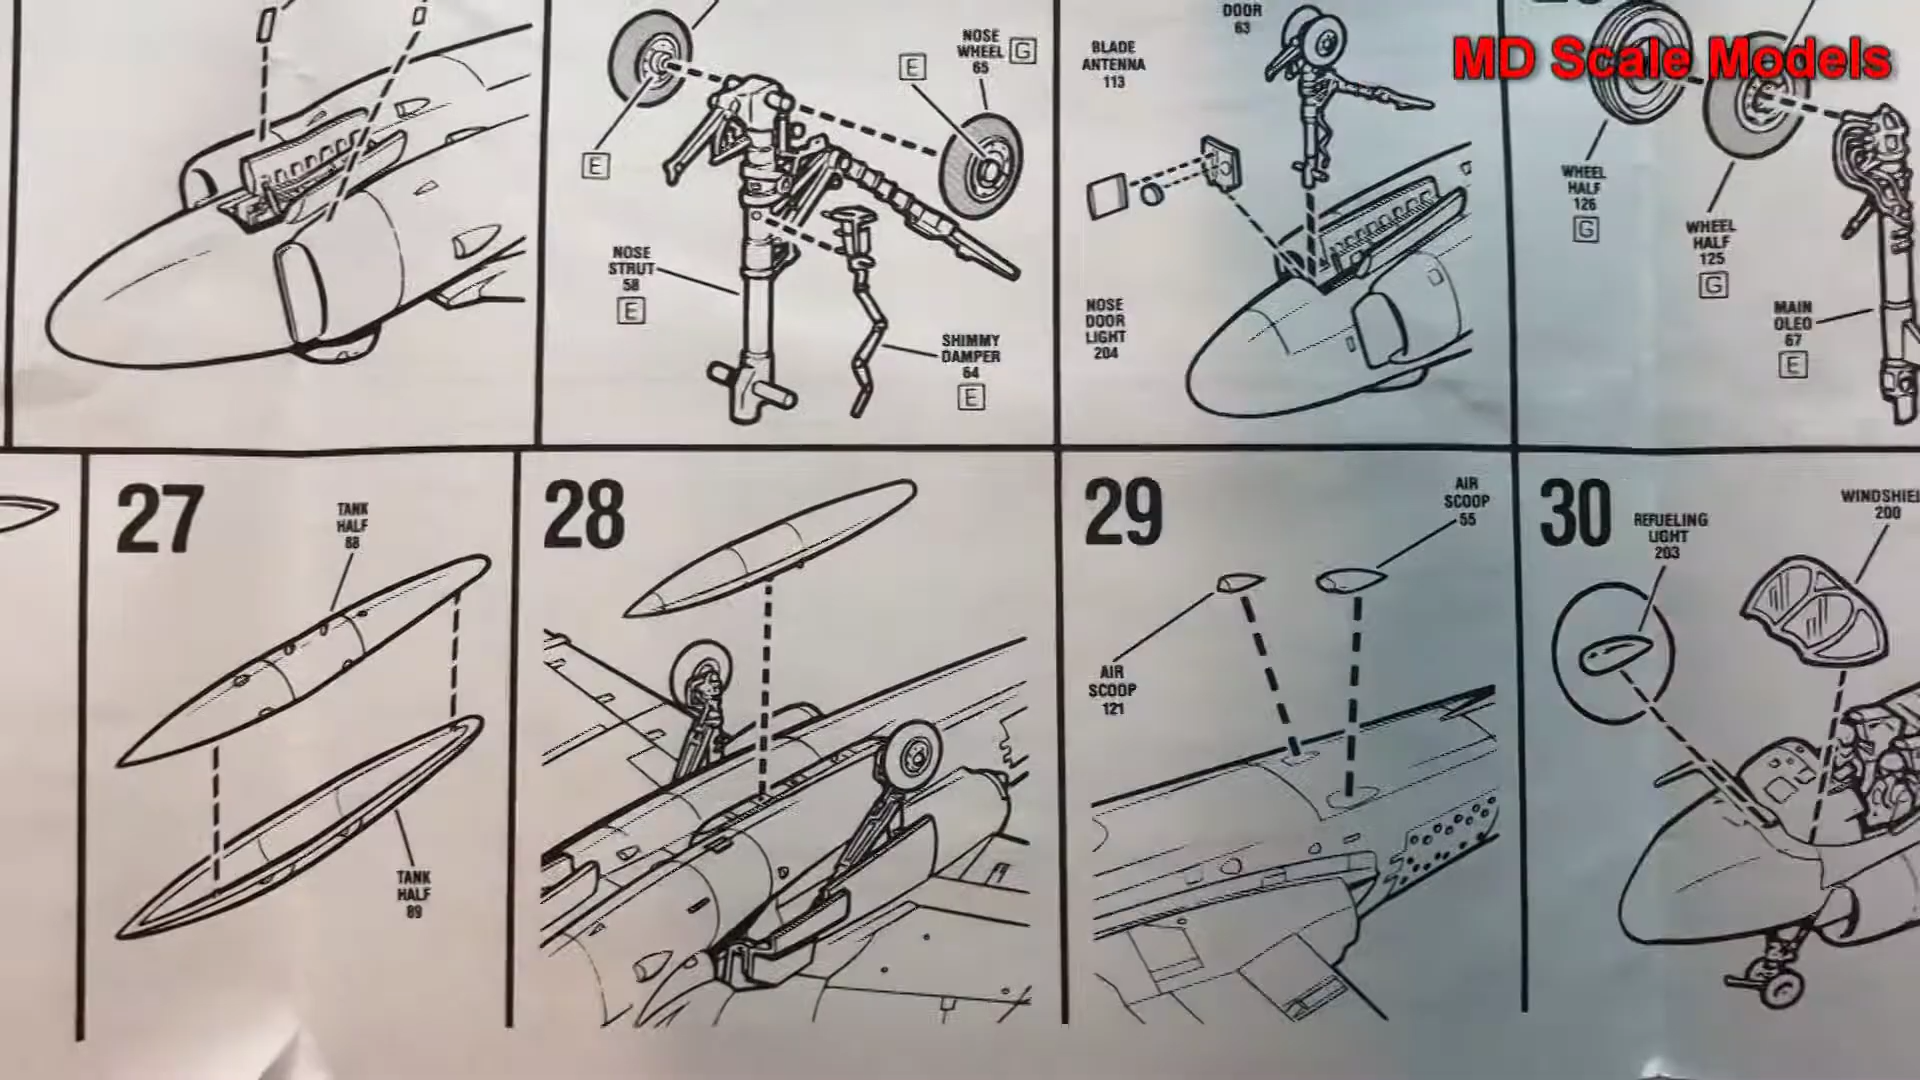 MD Scale Models
NOSE
WHEEL G
65
E
E
NOSE
STRUT
58
E
SHIMMY
DAMPER
64
E
DOOR
63
BLADE
ANTENNA
113
NOSE
DOOR
LIGHT
204
WHEEL
HALF
126
G
WHEEL
HALF
125
G
MAIN
OLEO
67
E
27
TANK
HALF
88
TANK
HALF
89
28
29
AIR
SCOOP
55
AIR
SCOOP
121
30
REFUELING
LIGHT
203
WINDSHIEL
200